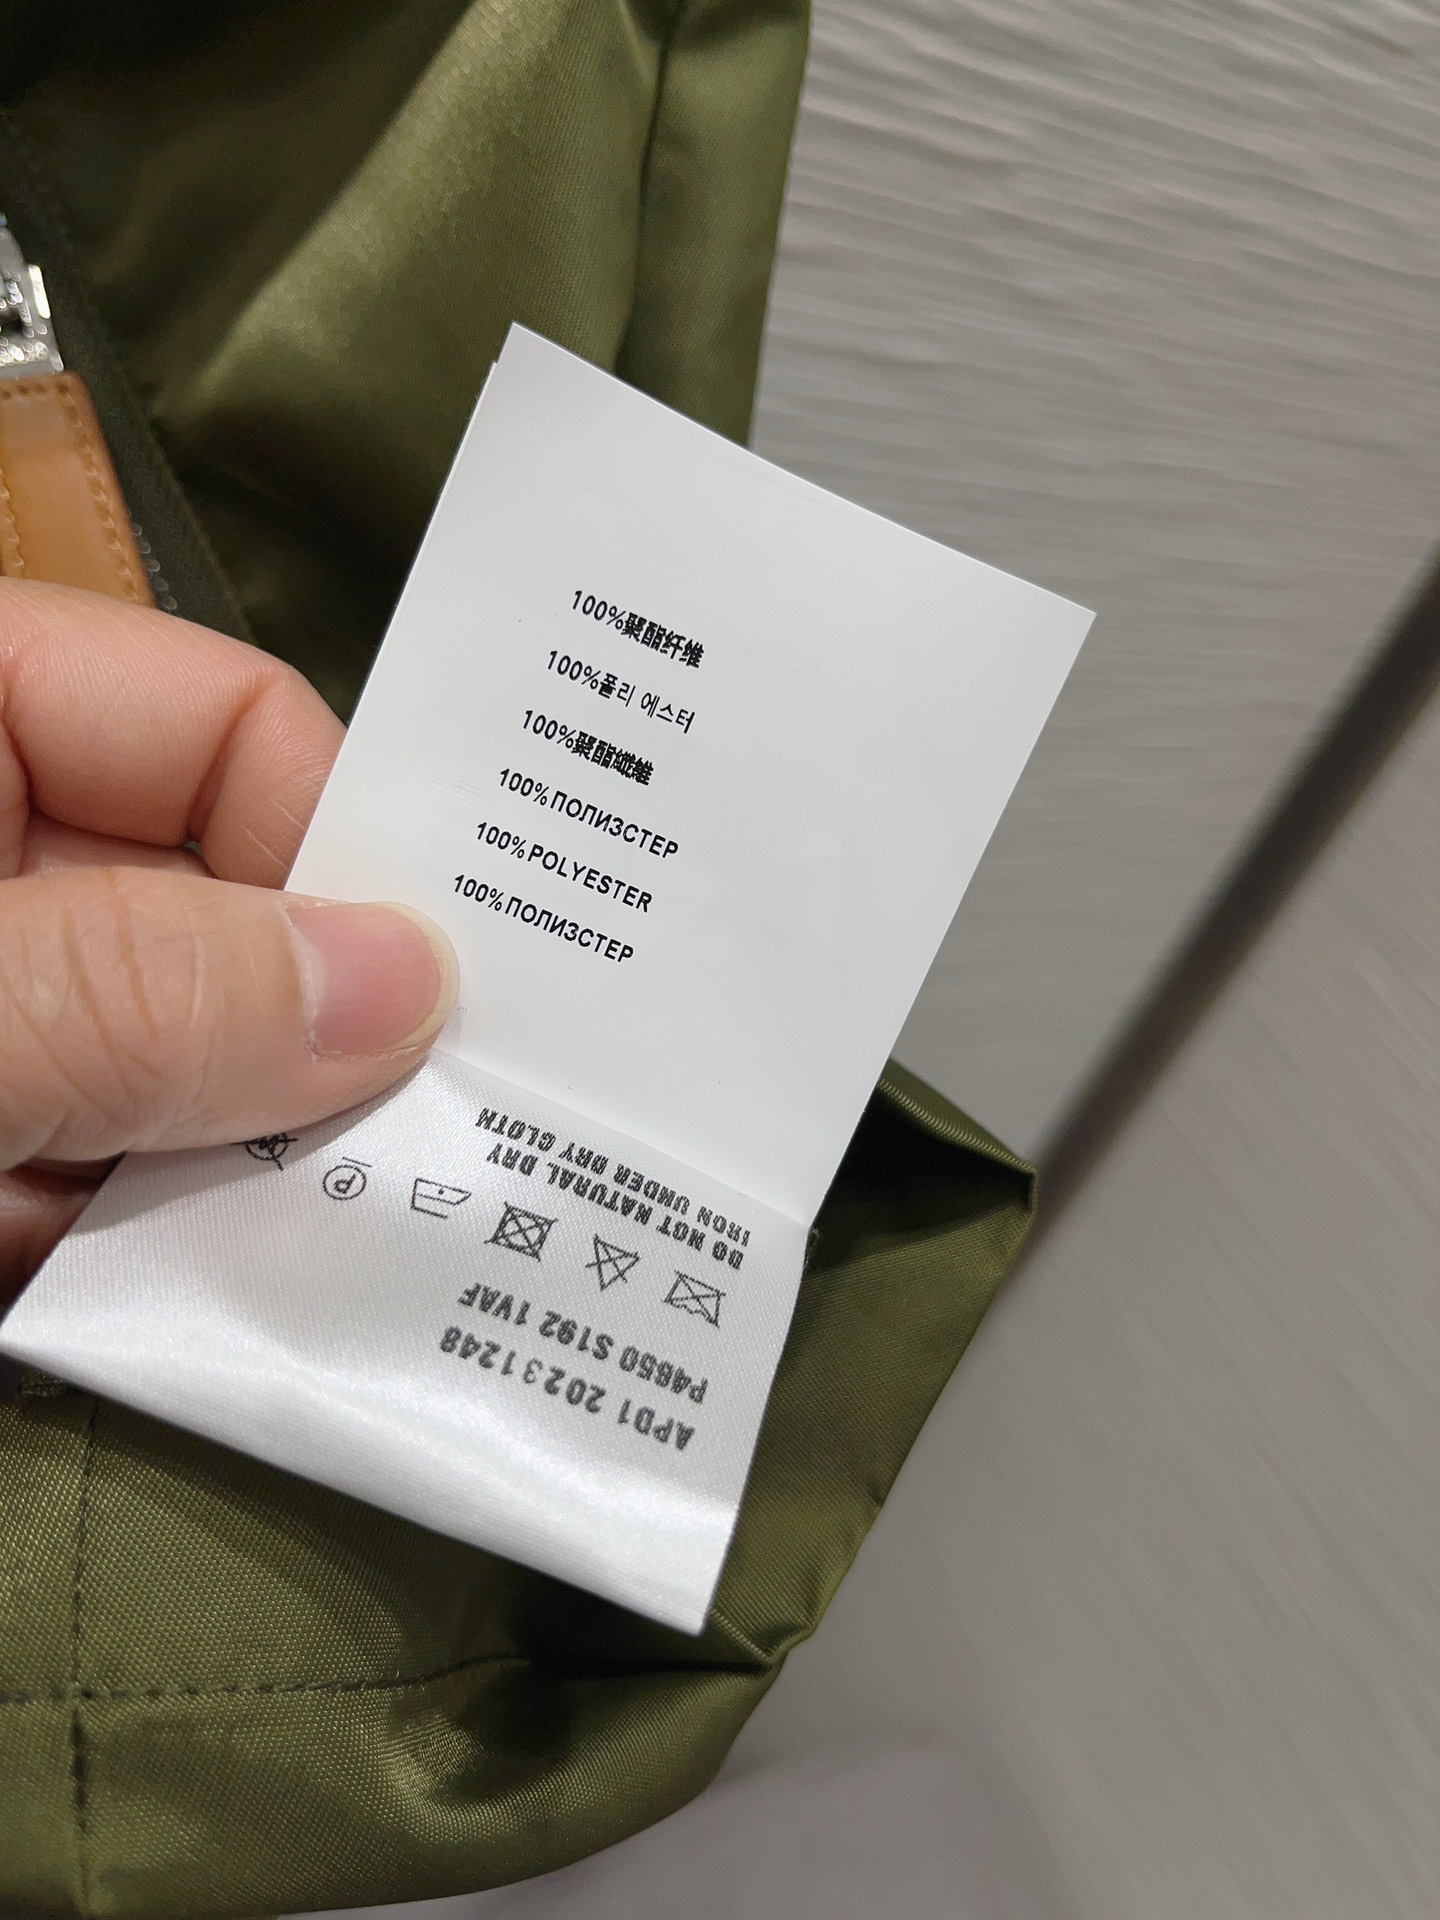 100%聚酯纤维
100%폴리 에스터
100%聚酯纖維
100%ПОЛИЗСТЕР
100%POLYESTER
100%ПОЛИЗСТЕР
APD1 20231248
P4650 S192 1VAF
DO NOT NATURAL DRY
IRON UNDER DRY CLOTH